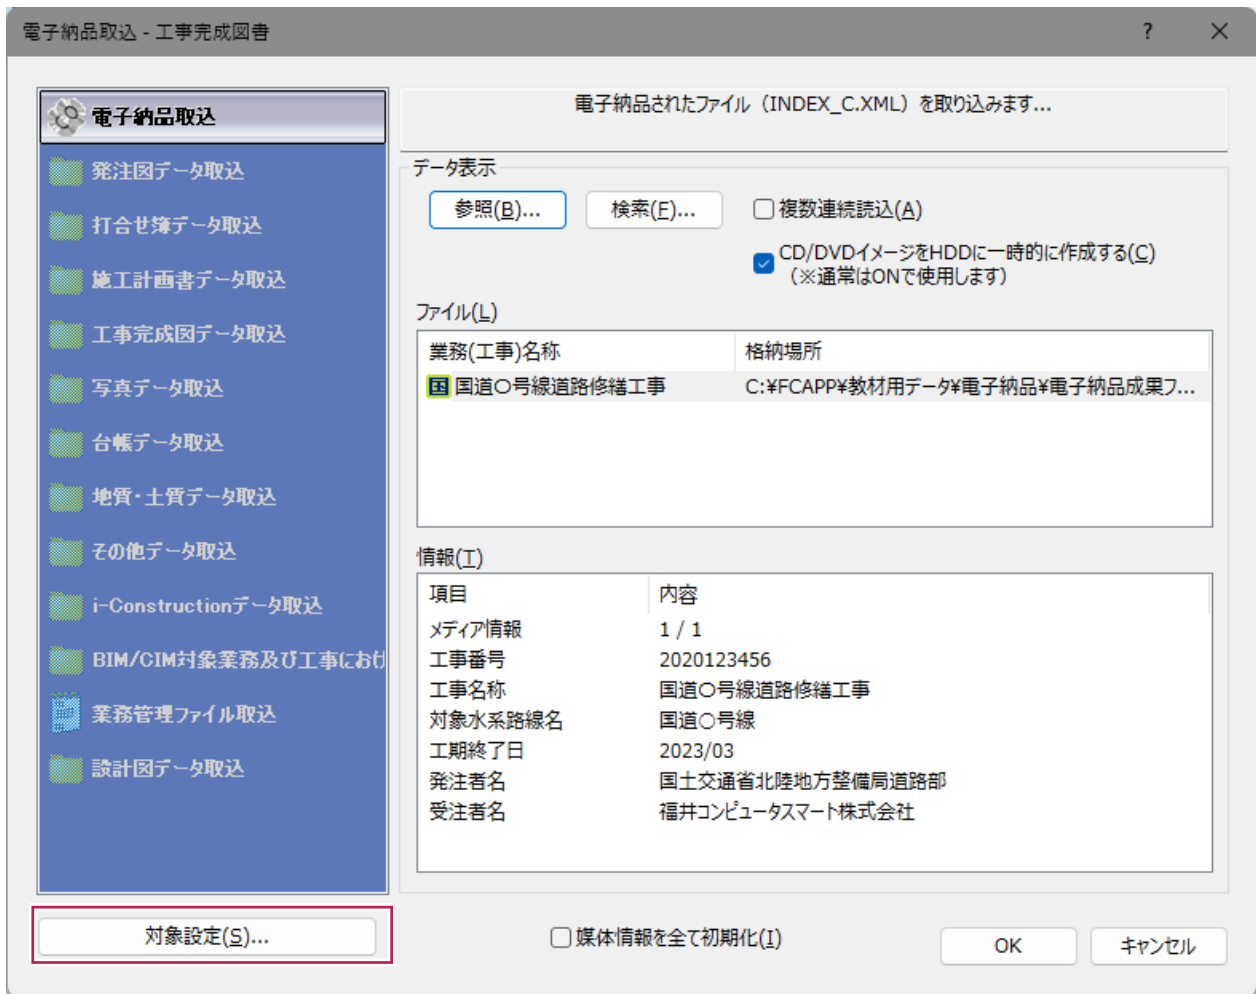 電子納品取込 - 工事完成図書
? ×
電子納品取込
発注図データ取込
打合せ簿データ取込
施工計画書データ取込
工事完成図データ取込
写真データ取込
台帳データ取込
地質・土質データ取込
その他データ取込
i-Constructionデータ取込
BIM/CIM対象業務及び工事におけ
業務管理ファイル取込
設計図データ取込
対象設定(S)...
電子納品されたファイル（INDEX_C.XML）を取り込みます...
データ表示
参照(B)... 検索(F)... 複数連続読込(A)
CD/DVDイメージをHDDに一時的に作成する(C)
（※通常はONで使用します）
ファイル(L)
業務(工事)名称 格納場所
国道○号線道路修繕工事 C:¥FCAPP¥教材用データ¥電子納品¥電子納品成果フ...
情報(T)
項目 内容
メディア情報 1 / 1
工事番号 2020123456
工事名称 国道○号線道路修繕工事
対象水系路線名 国道○号線
工期終了日 2023/03
発注者名 国土交通省北陸地方整備局道路部
受注者名 福井コンピュータスマート株式会社
媒体情報を全て初期化(I)
OK キャンセル